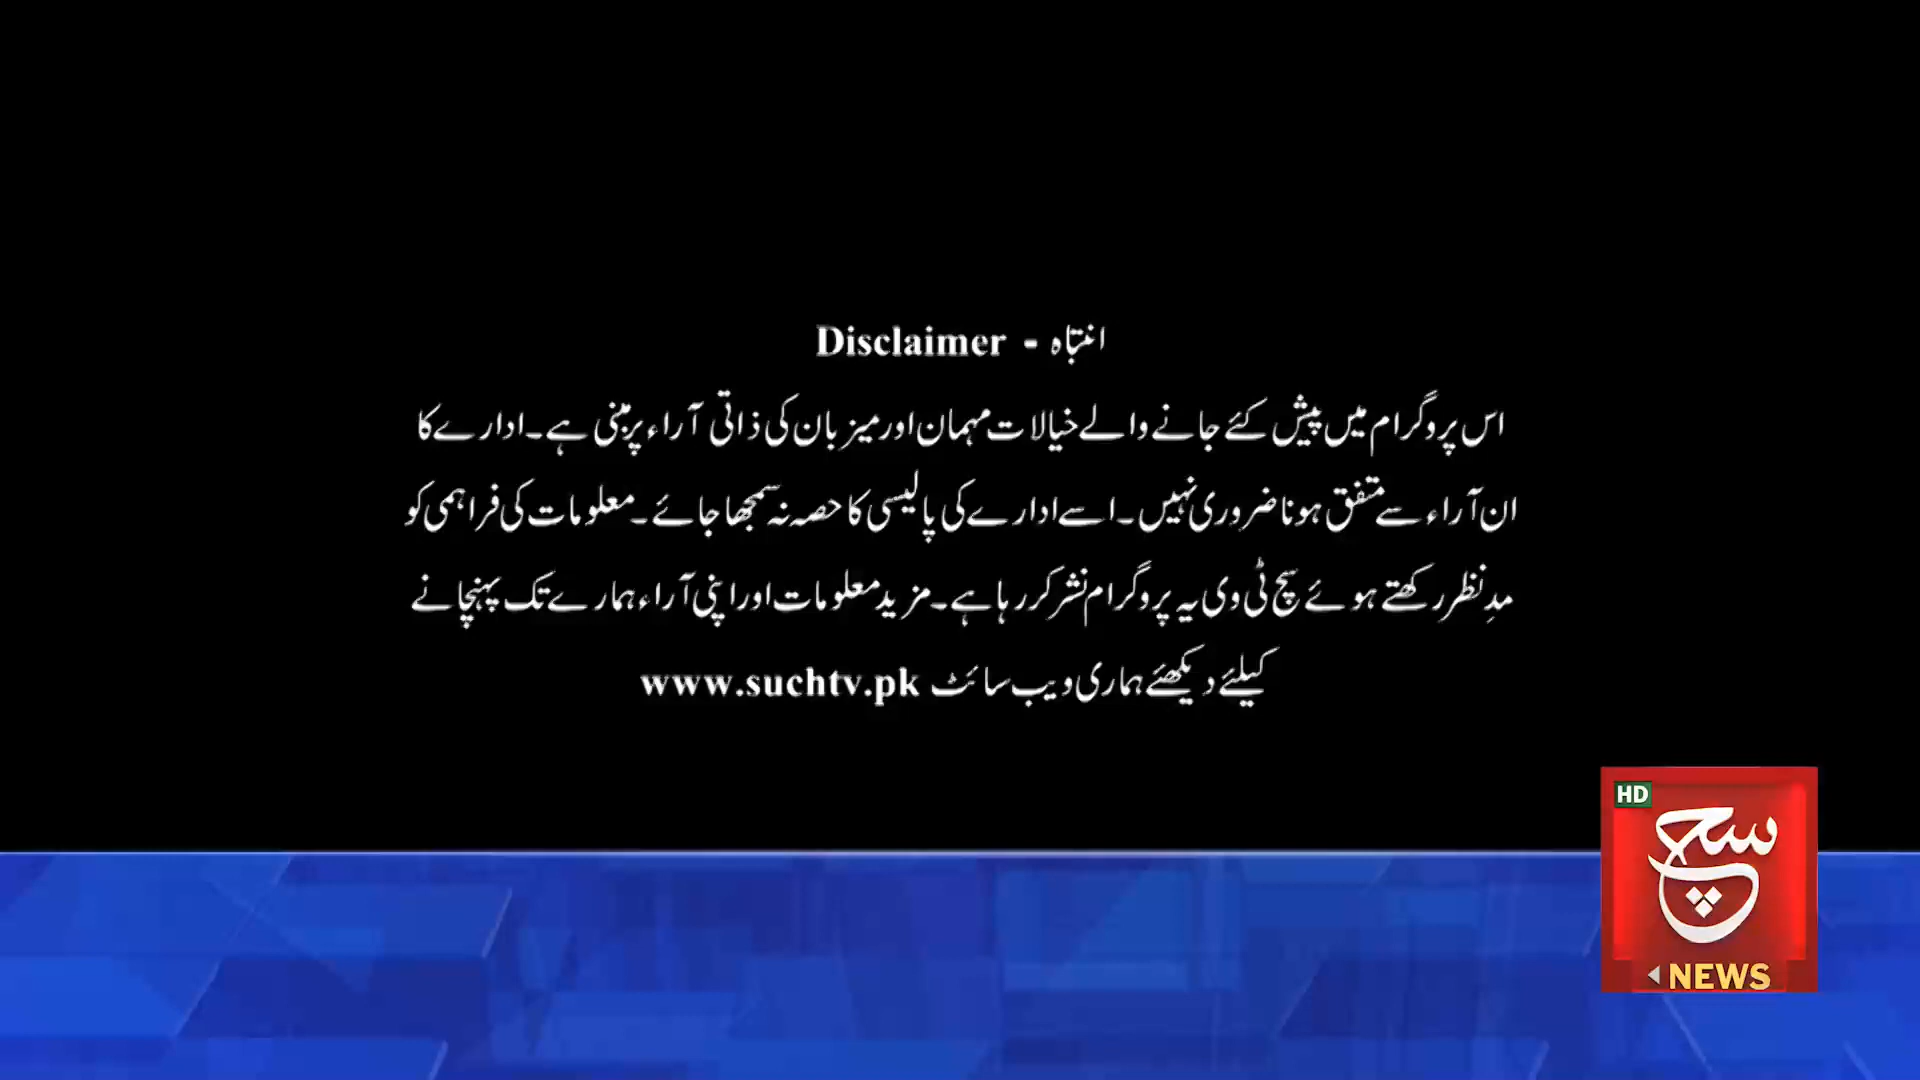 انتباہ - Disclaimer
اس پروگرام میں پیش کئے جانے والے خیالات مہمان اور میزبان کی ذاتی آراء پر مبنی ہے۔ ادارے کا
ان آراء سے متفق ہونا ضروری نہیں۔ اسے ادارے کی پالیسی کا حصہ نہ سمجھا جائے۔ معلومات کی فراہمی کو
مدِنظر رکھتے ہوئے سچ ٹی وی یہ پروگرام نشر کر رہا ہے۔ مزید معلومات اور اپنی آراء ہمارے تک پہنچانے
کیلئے دیکھئے ہماری ویب سائٹ www.suchtv.pk
HD
سچ
NEWS